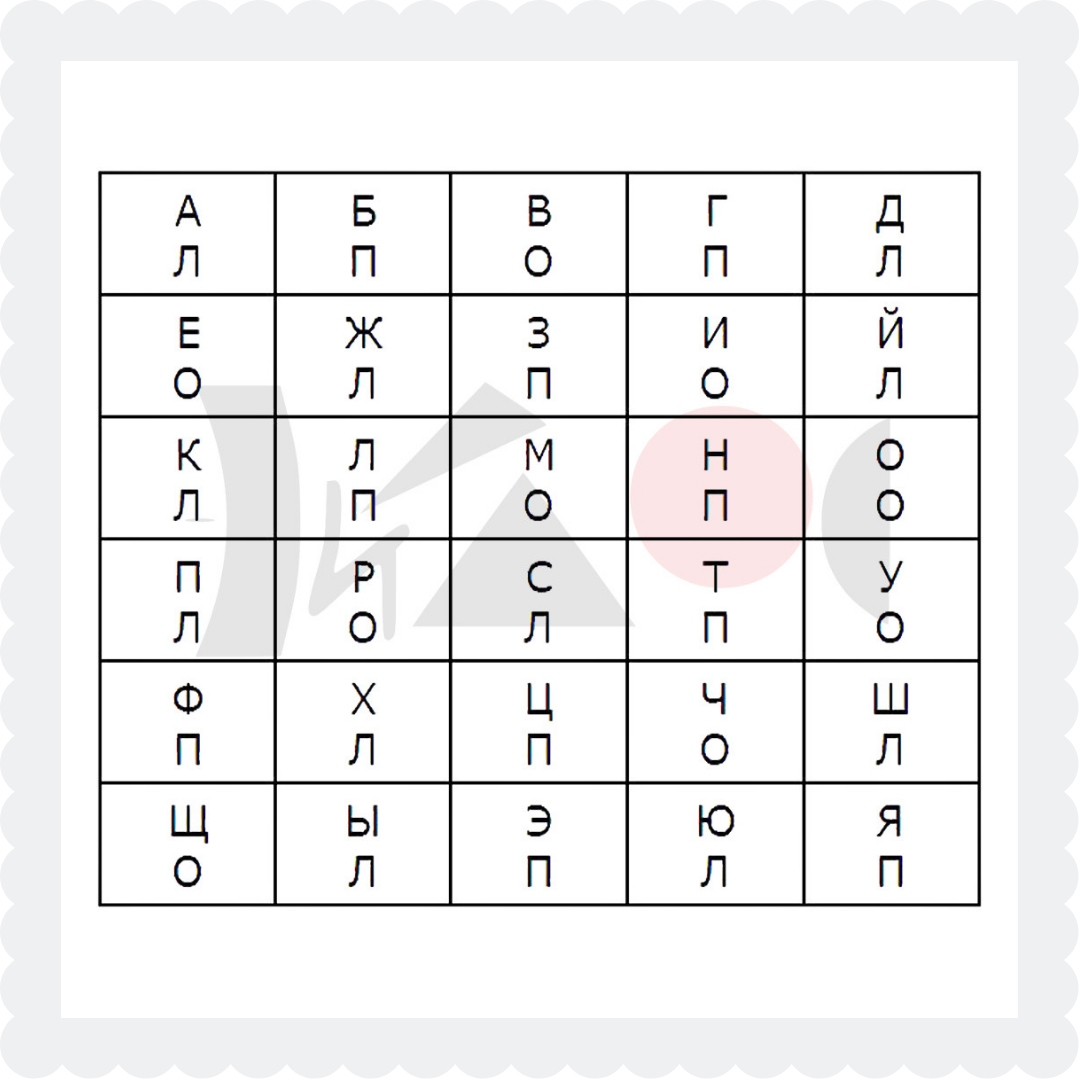 А Б В Г Д
Л П О П Л
Е Ж З И Й
О Л П О Л
К Л М Н О
Л П О П О
П Р С Т У
Л О Л П О
Ф Х Ц Ч Ш
П Л П О Л
Щ Ы Э Ю Я
О Л П Л П